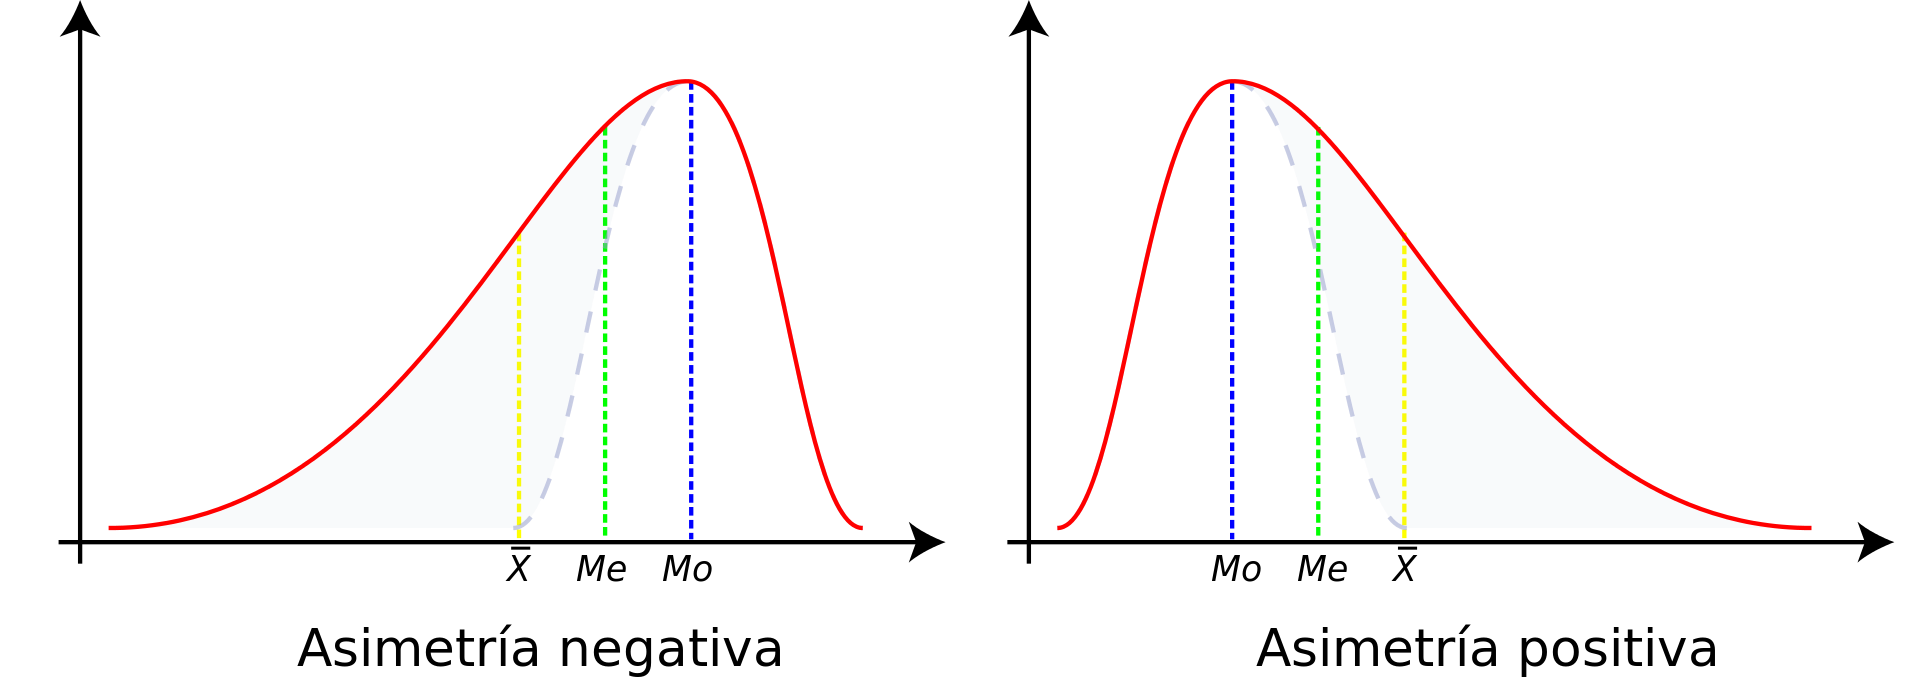 X̅ Me Mo
Mo Me X̅
Asimetría negativa
Asimetría positiva